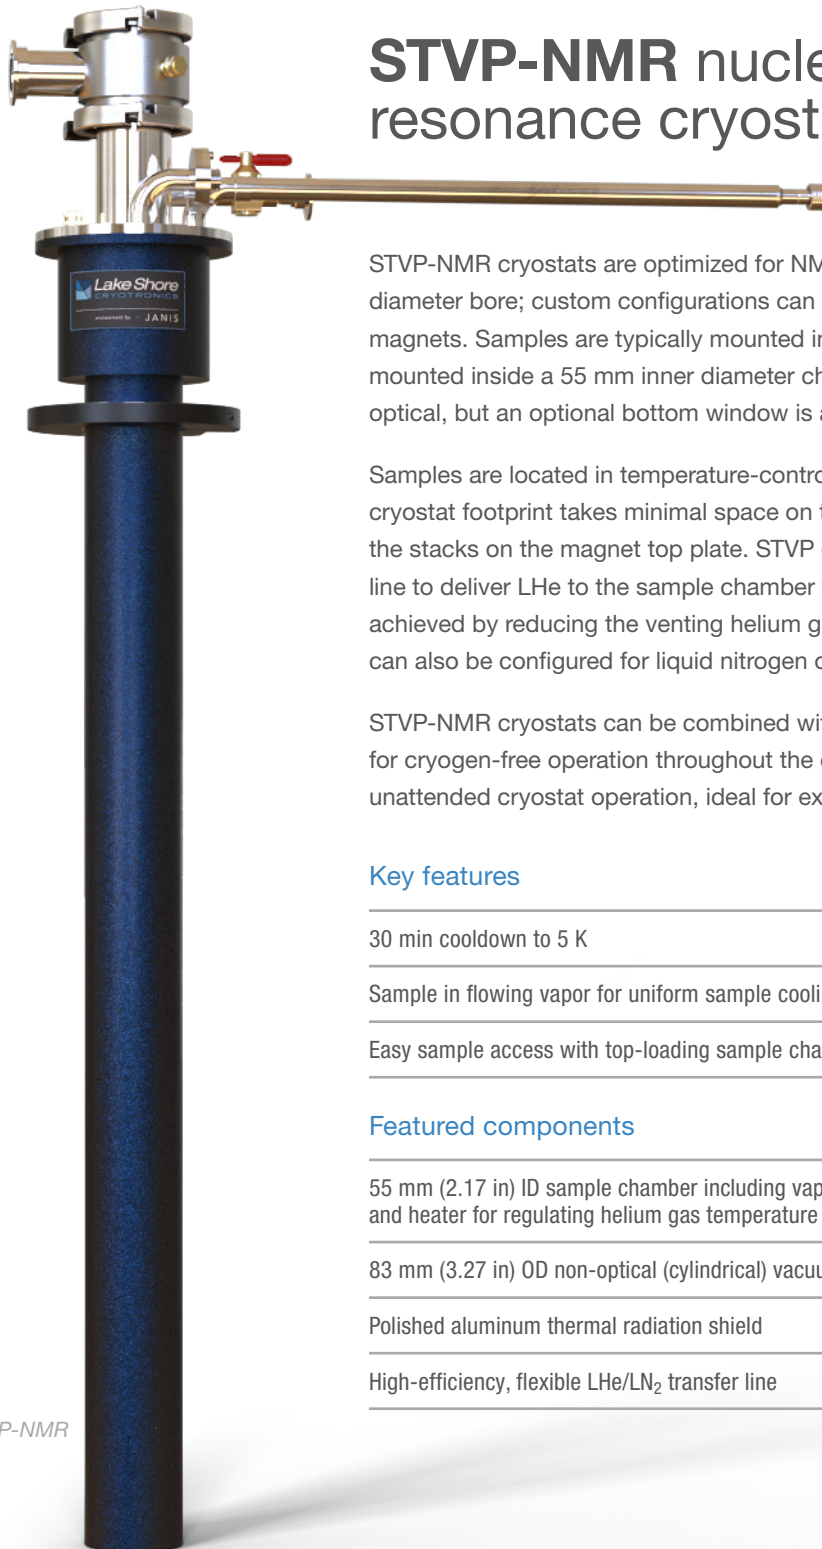 STVP-NMR nucle
resonance cryost
Lake Shore
CRYOTRONICS
environment by JANIS
STVP-NMR cryostats are optimized for NM
diameter bore; custom configurations can
magnets. Samples are typically mounted in
mounted inside a 55 mm inner diameter ch
optical, but an optional bottom window is a
Samples are located in temperature-contro
cryostat footprint takes minimal space on t
the stacks on the magnet top plate. STVP
line to deliver LHe to the sample chamber
achieved by reducing the venting helium g
can also be configured for liquid nitrogen o
STVP-NMR cryostats can be combined wit
for cryogen-free operation throughout the
unattended cryostat operation, ideal for ex
Key features
30 min cooldown to 5 K
Sample in flowing vapor for uniform sample cooli
Easy sample access with top-loading sample cha
Featured components
55 mm (2.17 in) ID sample chamber including vap
and heater for regulating helium gas temperature
83 mm (3.27 in) OD non-optical (cylindrical) vacuu
Polished aluminum thermal radiation shield
High-efficiency, flexible LHe/LN₂ transfer line
P-NMR